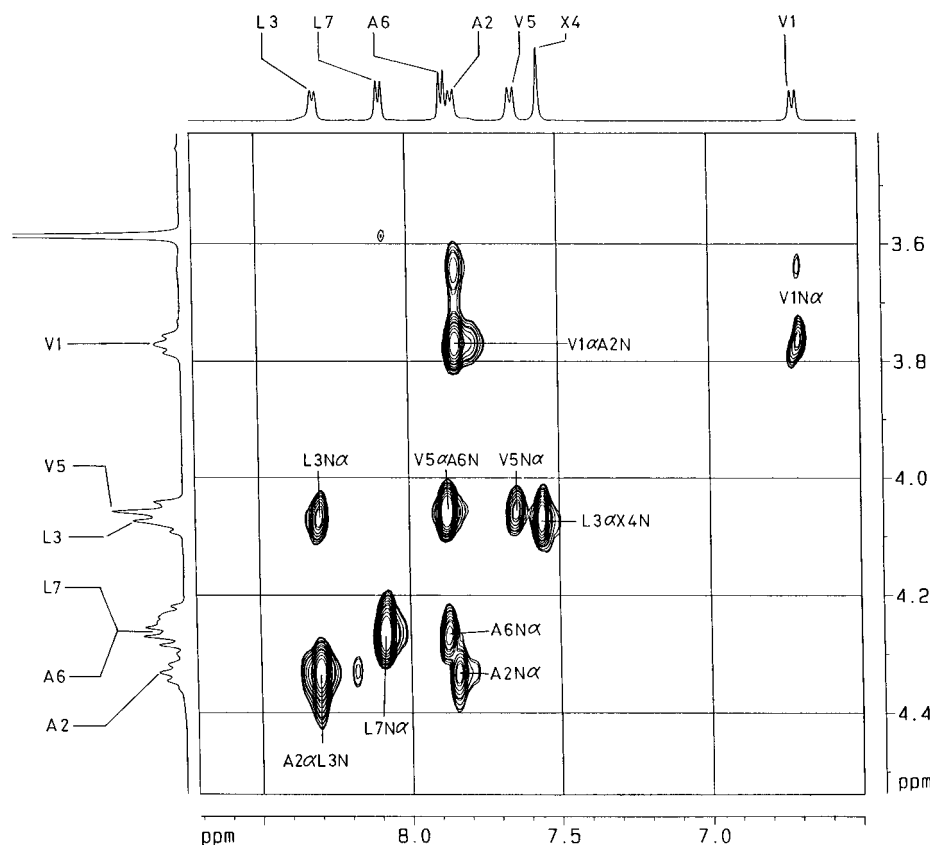 L3 L7 A6 A2 V5 X4 V1
3.6
V1Nα
V1 V1αA2N
3.8
V5 L3Nα V5αA6N V5Nα
4.0
L3 L3αX4N
L7 4.2
A6Nα
A6 A2Nα
A2 L7Nα 4.4
A2αL3N
ppm
ppm 8.0 7.5 7.0